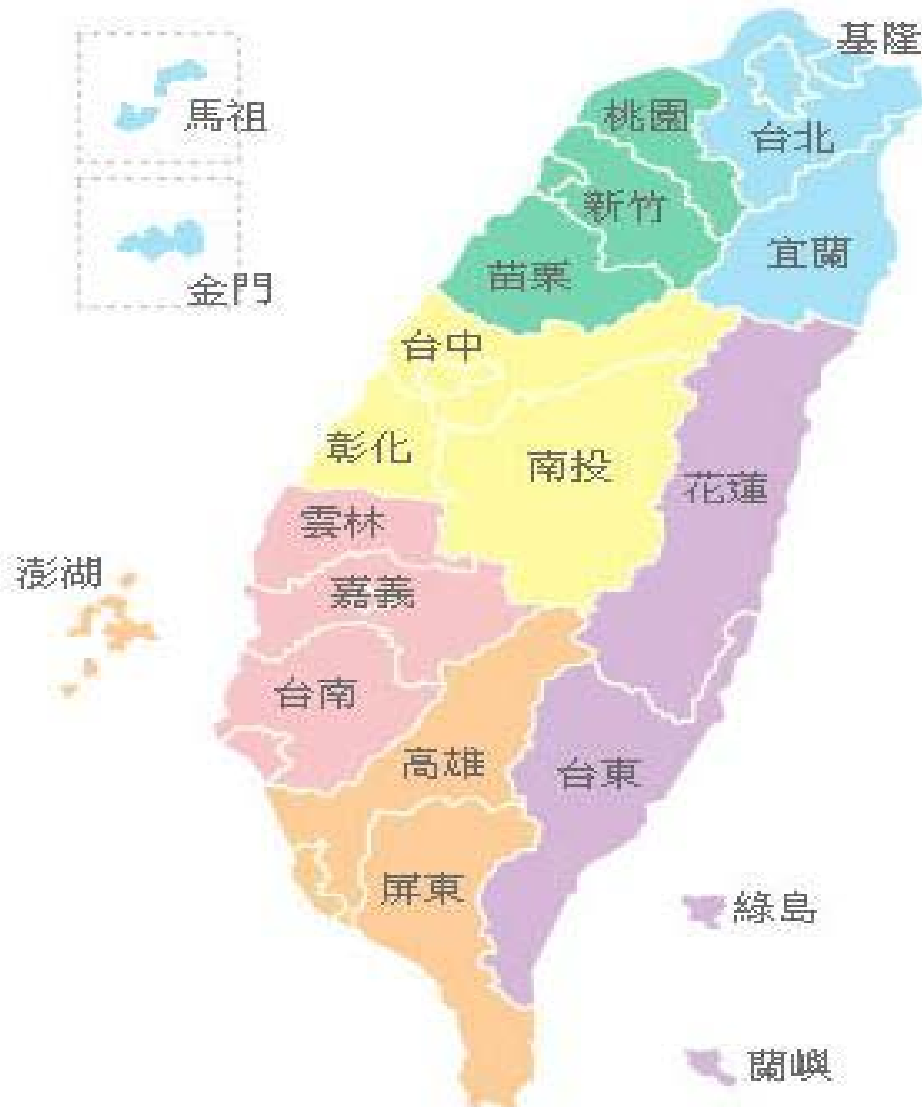 基隆
馬祖
桃園
台北
新竹
宜蘭
苗栗
金門
台中
彰化
南投
花蓮
雲林
澎湖
嘉義
台南
高雄
台東
屏東
綠島
蘭嶼